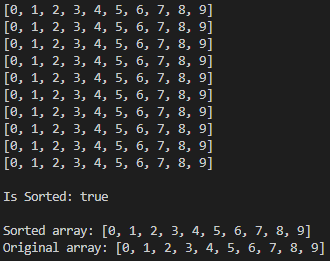 [0, 1, 2, 3, 4, 5, 6, 7, 8, 9]
[0, 1, 2, 3, 4, 5, 6, 7, 8, 9]
[0, 1, 2, 3, 4, 5, 6, 7, 8, 9]
[0, 1, 2, 3, 4, 5, 6, 7, 8, 9]
[0, 1, 2, 3, 4, 5, 6, 7, 8, 9]
[0, 1, 2, 3, 4, 5, 6, 7, 8, 9]
[0, 1, 2, 3, 4, 5, 6, 7, 8, 9]
[0, 1, 2, 3, 4, 5, 6, 7, 8, 9]
[0, 1, 2, 3, 4, 5, 6, 7, 8, 9]
[0, 1, 2, 3, 4, 5, 6, 7, 8, 9]
Is Sorted: true
Sorted array: [0, 1, 2, 3, 4, 5, 6, 7, 8, 9]
Original array: [0, 1, 2, 3, 4, 5, 6, 7, 8, 9]